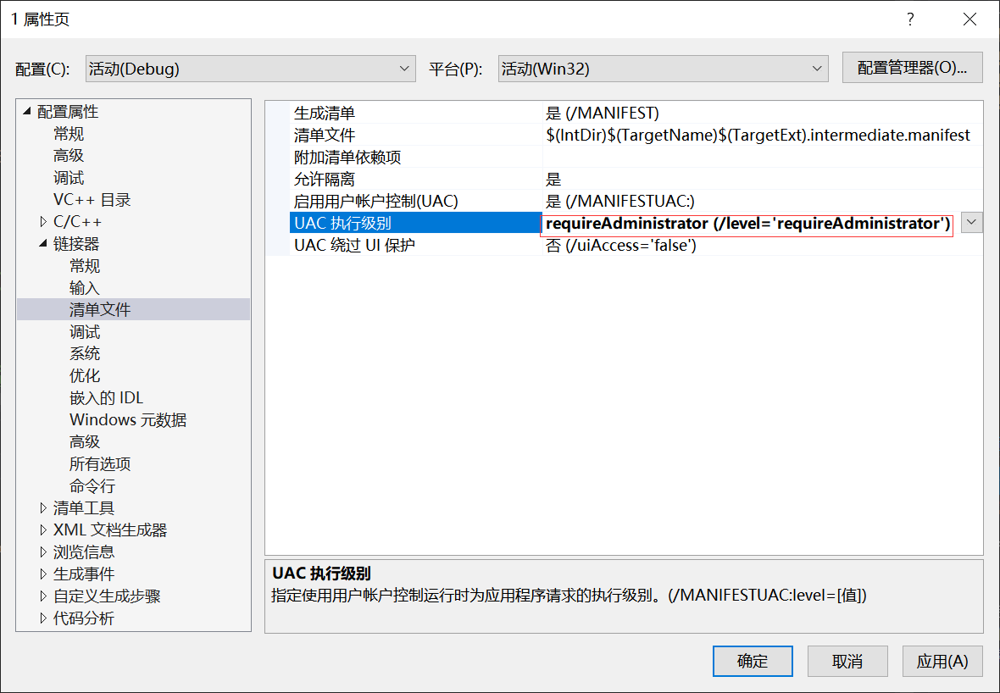 1 属性页
配置(C): 活动(Debug) 平台(P): 活动(Win32) 配置管理器(O)...
配置属性
常规
高级
调试
VC++ 目录
C/C++
链接器
常规
输入
清单文件
调试
系统
优化
嵌入的 IDL
Windows 元数据
高级
所有选项
命令行
清单工具
XML 文档生成器
浏览信息
生成事件
自定义生成步骤
代码分析
生成清单 是 (/MANIFEST)
清单文件 $(IntDir)$(TargetName)$(TargetExt).intermediate.manifest
附加清单依赖项
允许隔离 是
启用用户帐户控制(UAC) 是 (/MANIFESTUAC:)
UAC 执行级别 requireAdministrator (/level='requireAdministrator')
UAC 绕过 UI 保护 否 (/uiAccess='false')
UAC 执行级别
指定使用用户帐户控制运行时为应用程序请求的执行级别。(/MANIFESTUAC:level=[值])
确定 取消 应用(A)